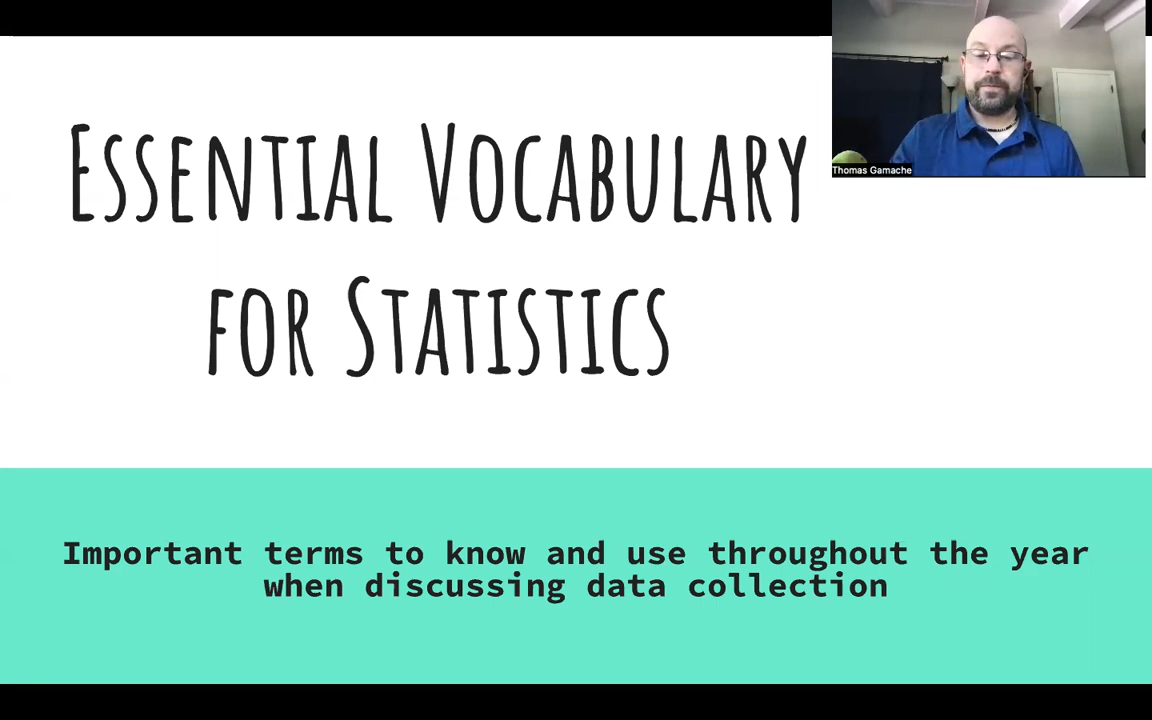 Essential Vocabulary
for Statistics
Thomas Gamache
Important terms to know and use throughout the year
when discussing data collection